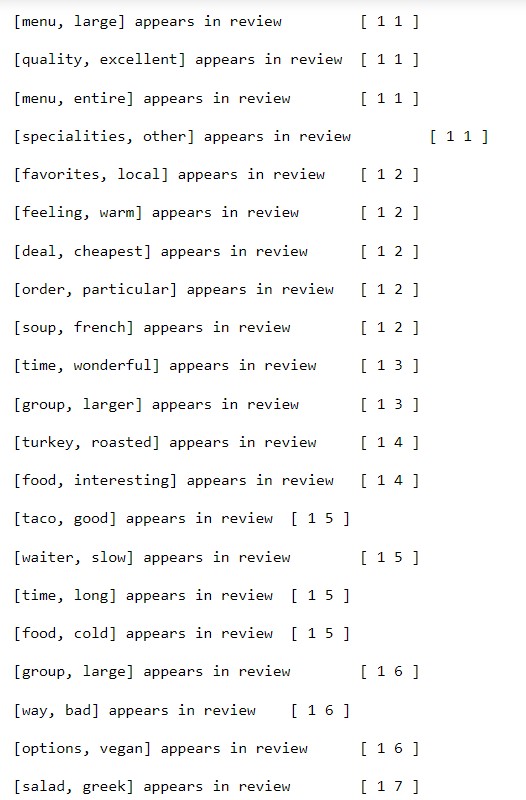 [menu, large] appears in review [ 1 1 ]
[quality, excellent] appears in review [ 1 1 ]
[menu, entire] appears in review [ 1 1 ]
[specialities, other] appears in review [ 1 1 ]
[favorites, local] appears in review [ 1 2 ]
[feeling, warm] appears in review [ 1 2 ]
[deal, cheapest] appears in review [ 1 2 ]
[order, particular] appears in review [ 1 2 ]
[soup, french] appears in review [ 1 2 ]
[time, wonderful] appears in review [ 1 3 ]
[group, larger] appears in review [ 1 3 ]
[turkey, roasted] appears in review [ 1 4 ]
[food, interesting] appears in review [ 1 4 ]
[taco, good] appears in review [ 1 5 ]
[waiter, slow] appears in review [ 1 5 ]
[time, long] appears in review [ 1 5 ]
[food, cold] appears in review [ 1 5 ]
[group, large] appears in review [ 1 6 ]
[way, bad] appears in review [ 1 6 ]
[options, vegan] appears in review [ 1 6 ]
[salad, greek] appears in review [ 1 7 ]